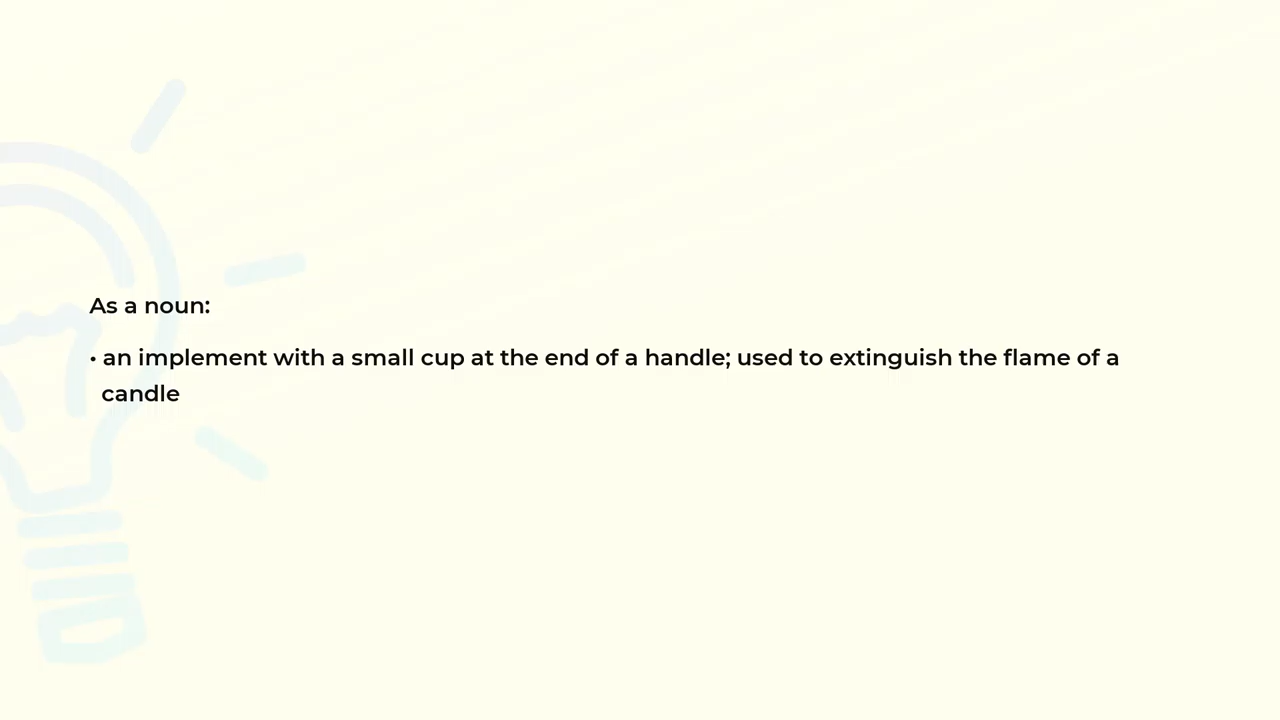 As a noun:
• an implement with a small cup at the end of a handle; used to extinguish the flame of a
candle